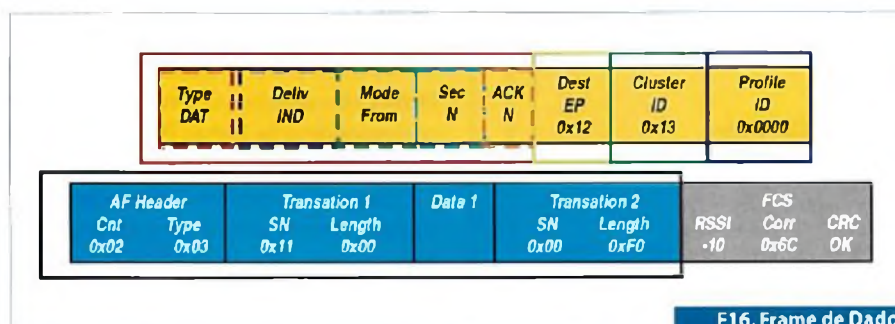 Type Deliv Mode Sec ACK Dest Cluster Profile
DAT IND From N N EP ID ID
0x12 0x13 0x0000
AF Header Transation 1 Data 1 Transation 2 FCS
Cnt Type SN Length SN Length RSSI Corr CRC
0x02 0x03 0x11 0x00 0x00 0xF0 -10 0x6C OK
F16. Frame de Dado